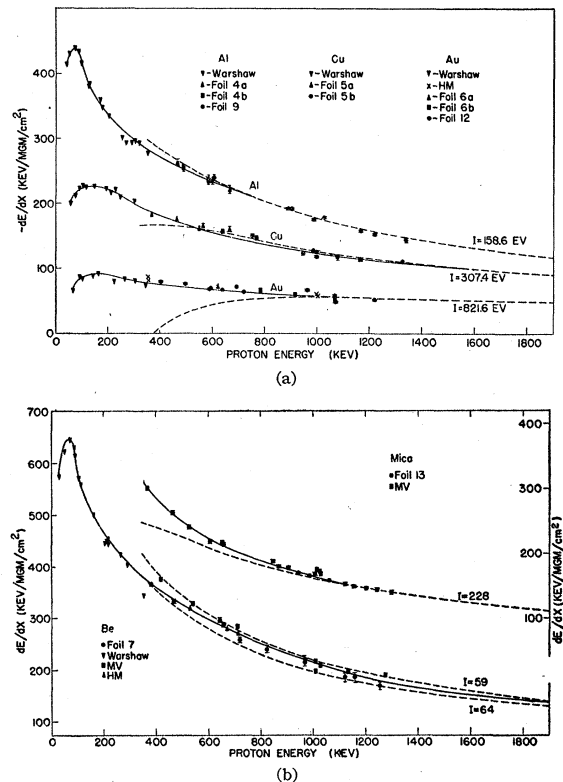 Al Cu Au
▼-Warshaw ▼-Warshaw ▼-Warshaw
▲-Foil 4a ▲-Foil 5a ×-HM
■-Foil 4b ●-Foil 5b ▲-Foil 6a
●-Foil 9 ■-Foil 6b
●-Foil 12
-dE/dX (KEV/MGM/cm²)
400
300
200
100
0
Al
Cu
Au
I=158.6 EV
I=307.4 EV
I=821.6 EV
0 200 400 600 800 1000 1200 1400 1600 1800
PROTON ENERGY (KEV)
(a)
dE/dX (KEV/MGM/cm²)
700
600
500
400
300
200
100
Mica
●Foil 13
■MV
400
300
200
100
dE/dX (KEV/MGM/cm²)
I=228
Be
●Foil 7
▼Warshaw
■MV
▲HM
I=59
I=64
0 200 400 600 800 1000 1200 1400 1600 1800
PROTON ENERGY (KEV)
(b)